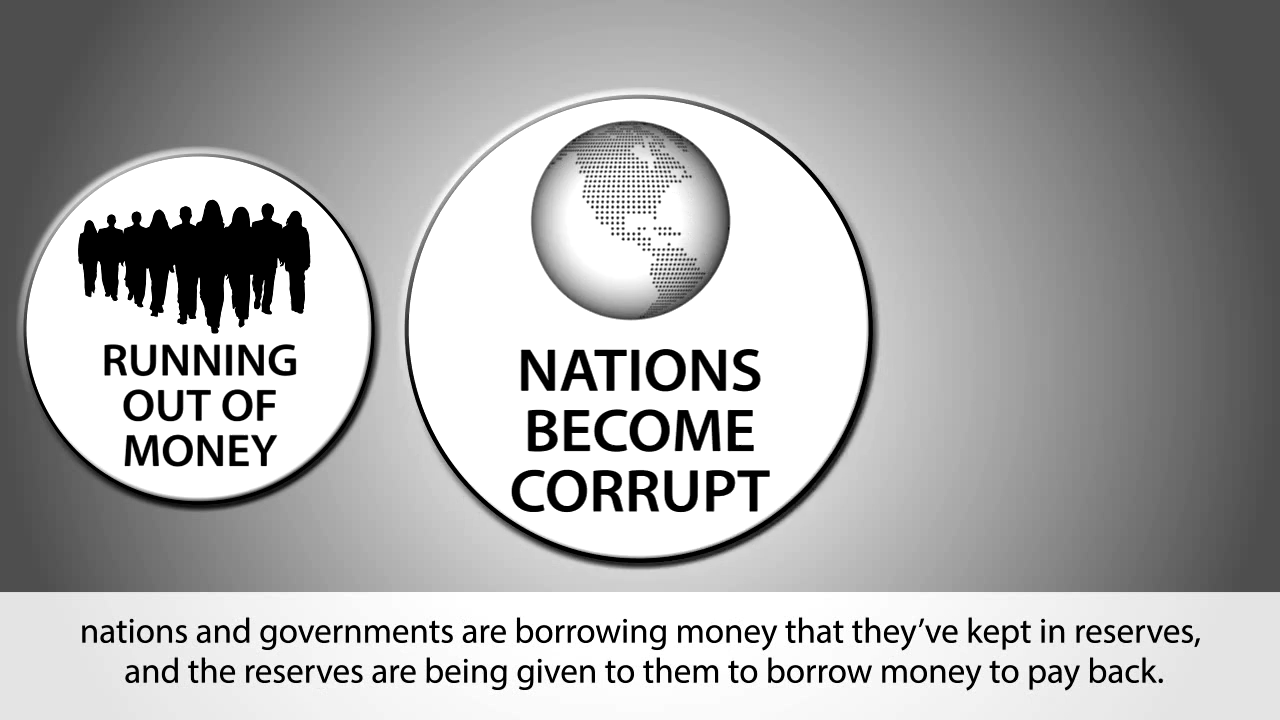 RUNNING
OUT OF
MONEY
NATIONS
BECOME
CORRUPT
nations and governments are borrowing money that they’ve kept in reserves,
and the reserves are being given to them to borrow money to pay back.